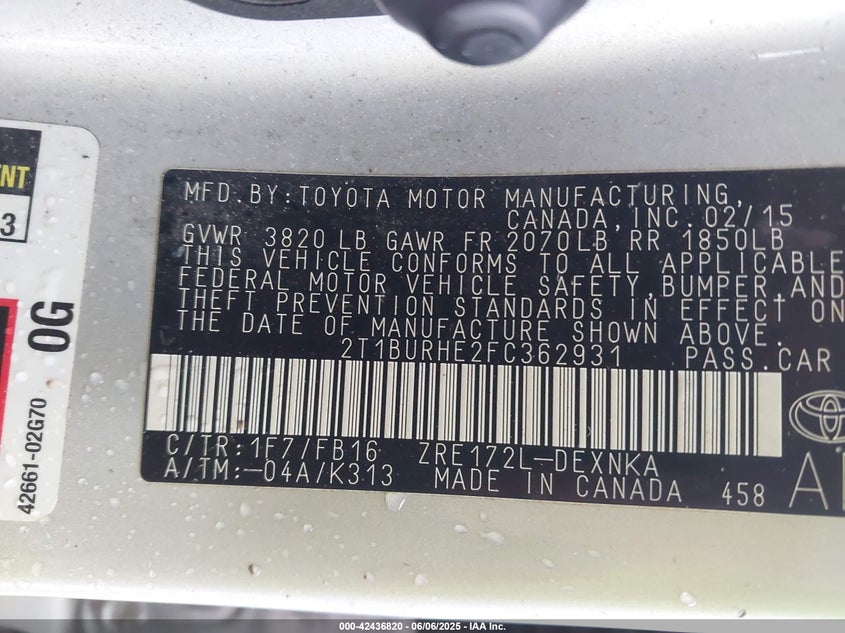 NT
3
0G
42661-02G70
MFD.BY:TOYOTA MOTOR MANUFACTURING,
CANADA,INC.02/15
GVWR 3820 LB GAWR FR 2070LB RR 1850LB
THIS VEHICLE CONFORMS TO ALL APPLICABLE
FEDERAL MOTOR VEHICLE SAFETY,BUMPER,AND
THEFT PREVENTION STANDARDS IN EFFECT ON
THE DATE OF MANUFACTURE SHOWN ABOVE.
2T1BURHE2FC362931 PASS.CAR
C/TR:1F7/FB16 ZRE172L-DEXNKA
A/TM:-04A/K313 MADE IN CANADA 458
000-42436820 | 06/06/2025 - IAA Inc.